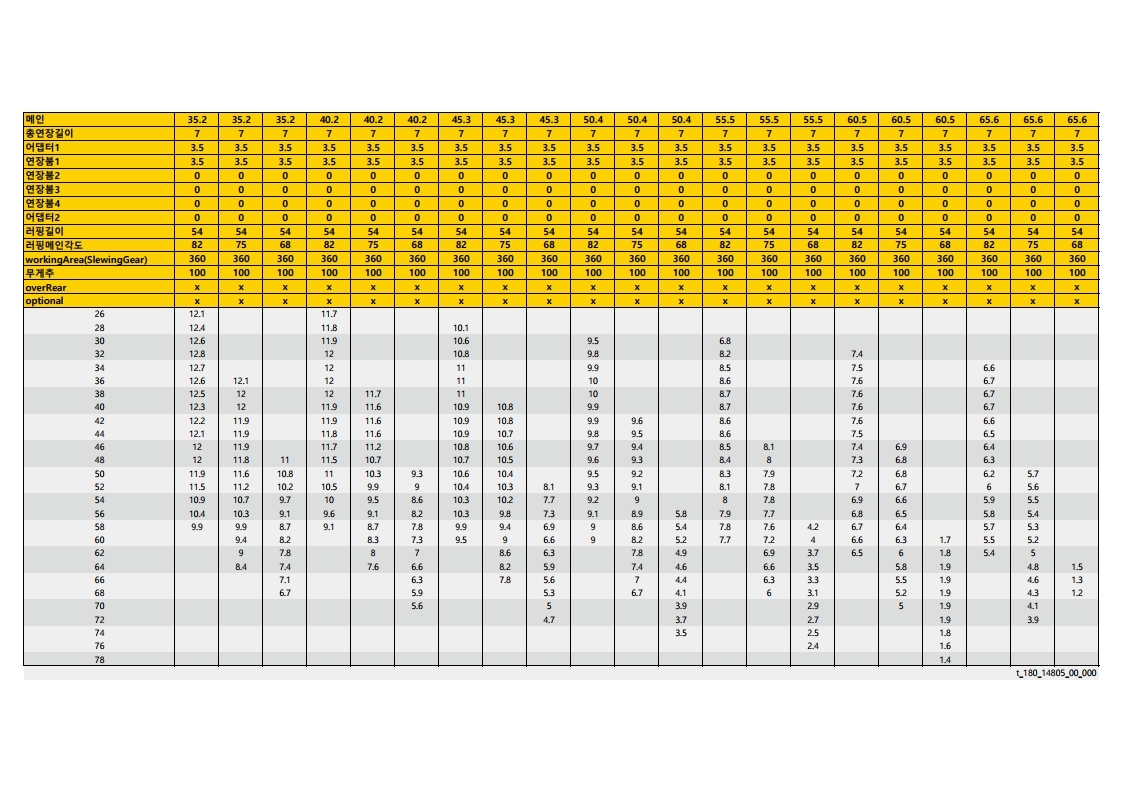 메인 35.2 35.2 35.2 40.2 40.2 40.2 45.3 45.3 45.3 50.4 50.4 50.4 55.5 55.5 55.5 60.5 60.5 60.5 65.6 65.6 65.6
총연장길이 7 7 7 7 7 7 7 7 7 7 7 7 7 7 7 7 7 7 7 7 7
어댑터1 3.5 3.5 3.5 3.5 3.5 3.5 3.5 3.5 3.5 3.5 3.5 3.5 3.5 3.5 3.5 3.5 3.5 3.5 3.5 3.5 3.5
연장붐1 3.5 3.5 3.5 3.5 3.5 3.5 3.5 3.5 3.5 3.5 3.5 3.5 3.5 3.5 3.5 3.5 3.5 3.5 3.5 3.5 3.5
연장붐2 0 0 0 0 0 0 0 0 0 0 0 0 0 0 0 0 0 0 0 0 0
연장붐3 0 0 0 0 0 0 0 0 0 0 0 0 0 0 0 0 0 0 0 0 0
연장붐4 0 0 0 0 0 0 0 0 0 0 0 0 0 0 0 0 0 0 0 0 0
어댑터2 0 0 0 0 0 0 0 0 0 0 0 0 0 0 0 0 0 0 0 0 0
러핑길이 54 54 54 54 54 54 54 54 54 54 54 54 54 54 54 54 54 54 54 54 54
러핑메인각도 82 75 68 82 75 68 82 75 68 82 75 68 82 75 68 82 75 68 82 75 68
workingArea(SlewingGear) 360 360 360 360 360 360 360 360 360 360 360 360 360 360 360 360 360 360 360 360 360
무게추 100 100 100 100 100 100 100 100 100 100 100 100 100 100 100 100 100 100 100 100 100
overRear x x x x x x x x x x x x x x x x x x x x x
optional x x x x x x x x x x x x x x x x x x x x x
26 12.1 11.7
28 12.4 11.8 10.1
30 12.6 11.9 10.6 9.5 6.8
32 12.8 12 10.8 9.8 8.2 7.4
34 12.7 12 11 9.9 8.5 7.5 6.6
36 12.6 12.1 12 11 10 8.6 7.6 6.7
38 12.5 12 12 11.7 11 10 8.7 7.6 6.7
40 12.3 12 11.9 11.6 10.9 10.8 9.9 8.7 7.6 6.7
42 12.2 11.9 11.9 11.6 10.9 10.8 9.9 9.6 8.6 7.6 6.6
44 12.1 11.9 11.8 11.6 10.9 10.7 9.8 9.5 8.6 7.5 6.5
46 12 11.9 11.7 11.2 10.8 10.6 9.7 9.4 8.5 8.1 7.4 6.9 6.4
48 12 11.8 11 11.5 10.7 10.7 10.5 9.6 9.3 8.4 8 7.3 6.8 6.3
50 11.9 11.6 10.8 11 10.3 9.3 10.6 10.4 9.5 9.2 8.3 7.9 7.2 6.8 6.2 5.7
52 11.5 11.2 10.2 10.5 9.9 9 10.4 10.3 8.1 9.3 9.1 8.1 7.8 7 6.7 6 5.6
54 10.9 10.7 9.7 10 9.5 8.6 10.3 10.2 7.7 9.2 9 8 7.8 6.9 6.6 5.9 5.5
56 10.4 10.3 9.1 9.6 9.1 8.2 10.3 9.8 7.3 9.1 8.9 5.8 7.9 7.7 6.8 6.5 5.8 5.4
58 9.9 9.9 8.7 9.1 8.7 7.8 9.9 9.4 6.9 9 8.6 5.4 7.8 7.6 4.2 6.7 6.4 5.7 5.3
60 9.4 8.2 8.3 7.3 9.5 9 6.6 9 8.2 5.2 7.7 7.2 4 6.6 6.3 1.7 5.5 5.2
62 9 7.8 8 7 8.6 6.3 7.8 4.9 6.9 3.7 6.5 6 1.8 5.4 5
64 8.4 7.4 7.6 6.6 8.2 5.9 7.4 4.6 6.6 3.5 5.8 1.9 4.8 1.5
66 7.1 6.3 7.8 5.6 7 4.4 6.3 3.3 5.5 1.9 4.6 1.3
68 6.7 5.9 5.3 6.7 4.1 6 3.1 5.2 1.9 4.3 1.2
70 5.6 5 3.9 2.9 5 1.9 4.1
72 4.7 3.7 2.7 1.9 3.9
74 3.5 2.5 1.8
76 2.4 1.6
78 1.4
t_180_14805_00_000